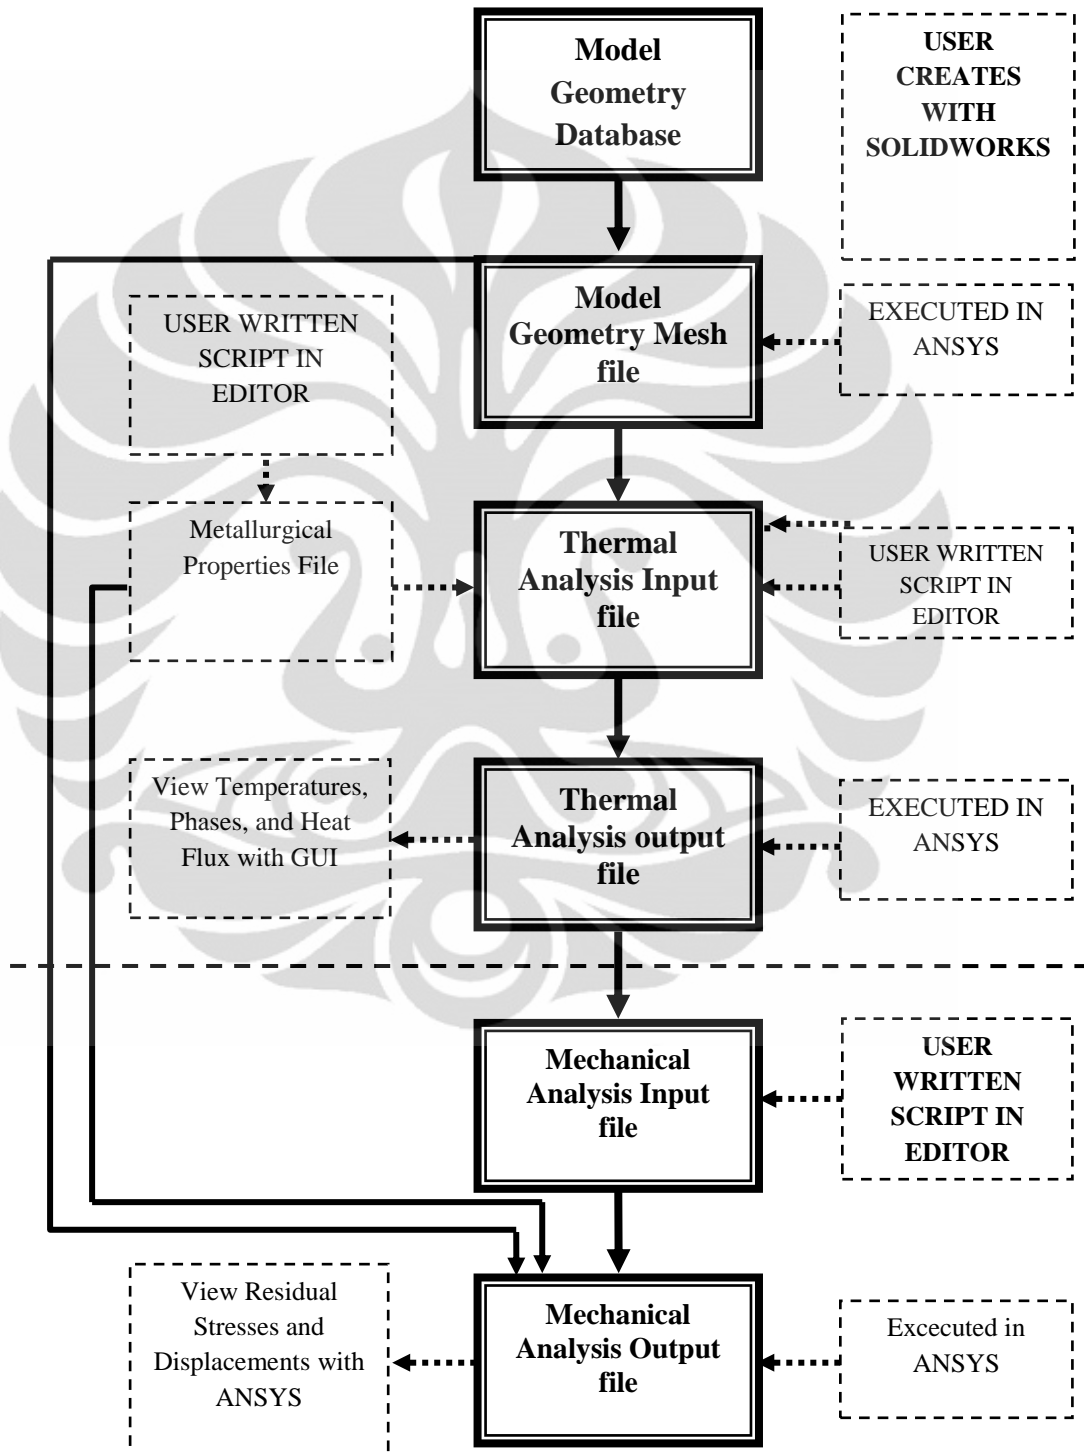 Model
Geometry
Database
USER
CREATES
WITH
SOLIDWORKS
Model
Geometry Mesh
file
EXECUTED IN
ANSYS
USER WRITTEN
SCRIPT IN
EDITOR
Metallurgical
Properties File
Thermal
Analysis Input
file
USER WRITTEN
SCRIPT IN
EDITOR
View Temperatures,
Phases, and Heat
Flux with GUI
Thermal
Analysis output
file
EXECUTED IN
ANSYS
Mechanical
Analysis Input
file
USER
WRITTEN
SCRIPT IN
EDITOR
View Residual
Stresses and
Displacements with
ANSYS
Mechanical
Analysis Output
file
Excecuted in
ANSYS